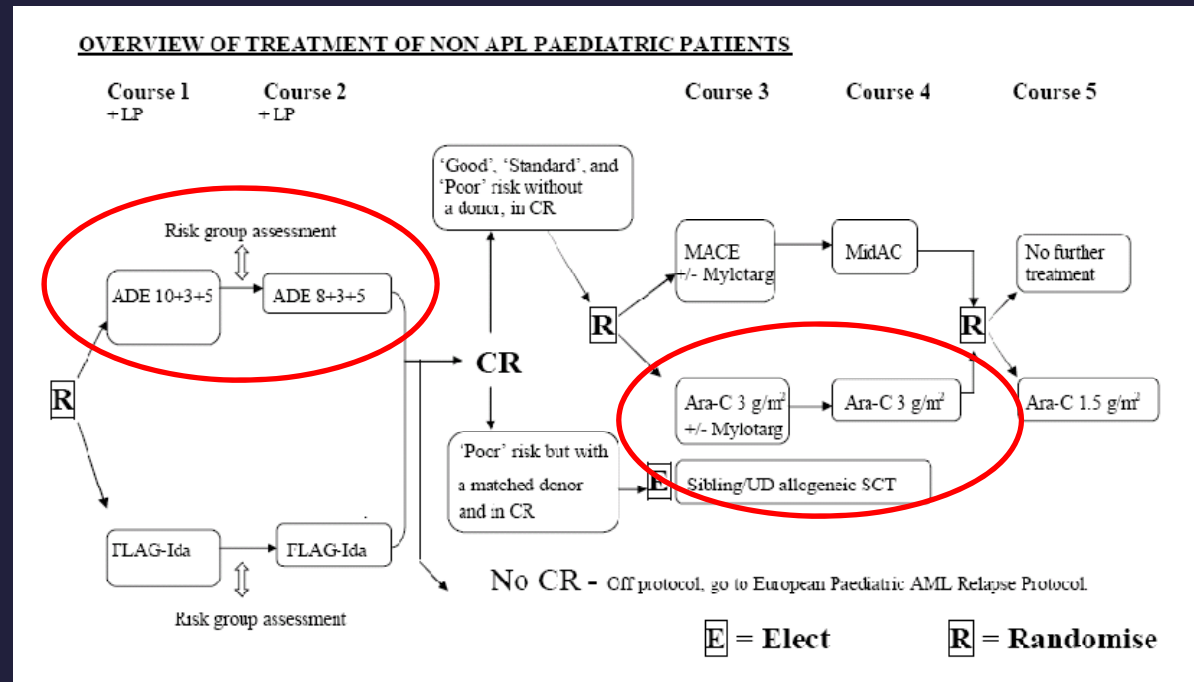 OVERVIEW OF TREATMENT OF NON APL PAEDIATRIC PATIENTS
Course 1
+ LP
Course 2
+ LP
Course 3
Course 4
Course 5
Risk group assessment
ADE 10+3+5
ADE 8+3+5
R
FLAG-Ida
FLAG-Ida
Risk group assessment
'Good', 'Standard', and
'Poor' risk without
a donor, in CR
CR
'Poor' risk but with
a matched donor
and in CR
R
E
MACE
+/- Mylotarg
MidAC
Ara-C 3 g/m²
+/- Mylotarg
Ara-C 3 g/m²
Sibling/UD allogeneic SCT
R
No further
treatment
Ara-C 1.5 g/m²
No CR - Off protocol, go to European Paediatric AML Relapse Protocol.
E = Elect
R = Randomise